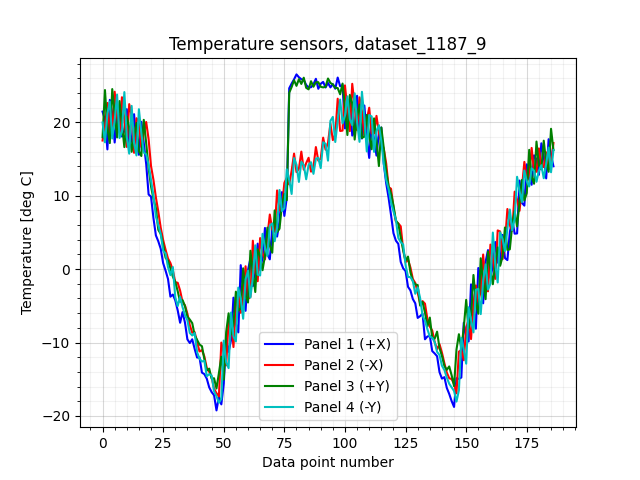 Temperature sensors, dataset_1187_9
Temperature [deg C]
20
10
0
−10
−20
Panel 1 (+X)
Panel 2 (-X)
Panel 3 (+Y)
Panel 4 (-Y)
0 25 50 75 100 125 150 175
Data point number